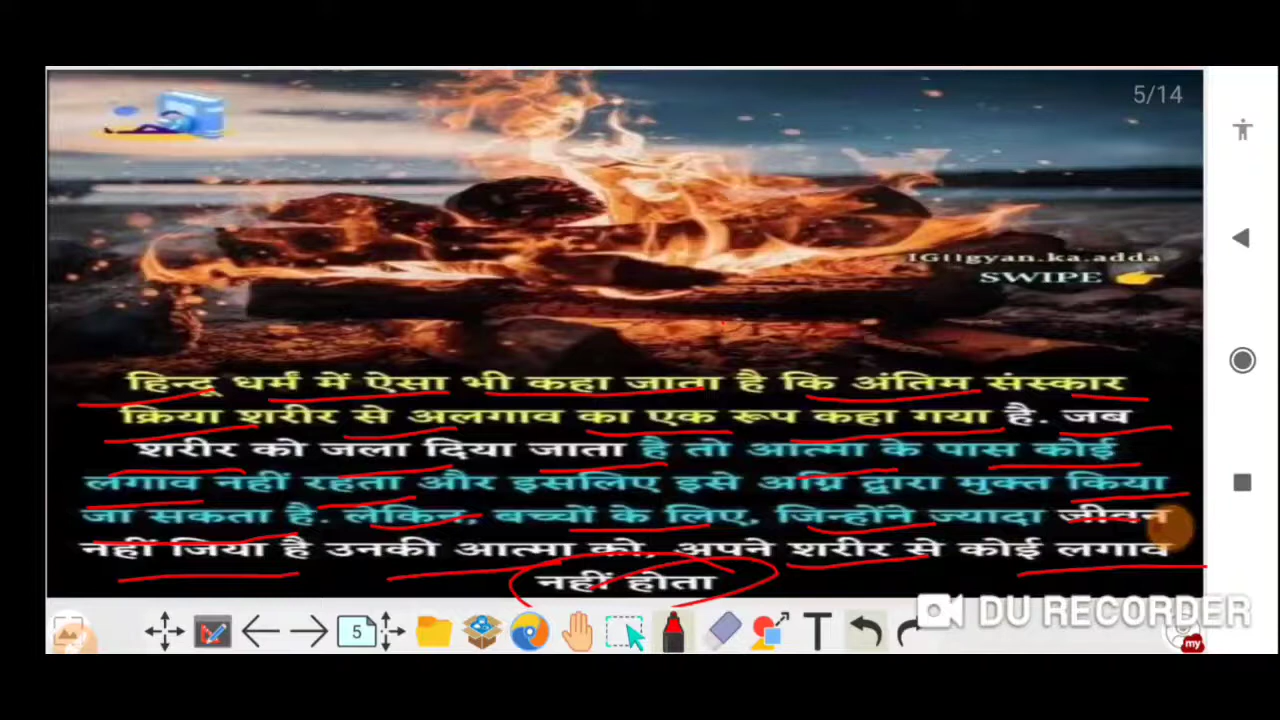 5/14
IG||gyan.ka.adda
SWIPE
हिन्दू धर्म में ऐसा भी कहा जाता है कि अंतिम संस्कार
क्रिया शरीर से अलगाव का एक रूप कहा गया है. जब
शरीर को जला दिया जाता है तो आत्मा के पास कोई
लगाव नहीं रहता और इसलिए इसे अग्नि द्वारा मुक्त किया
जा सकता है. लेकिन, बच्चों के लिए, जिन्होंने ज्यादा जीवन
नहीं जिया है उनकी आत्मा को, अपने शरीर से कोई लगाव
नहीं होता
5
T
DU RECORDER
my